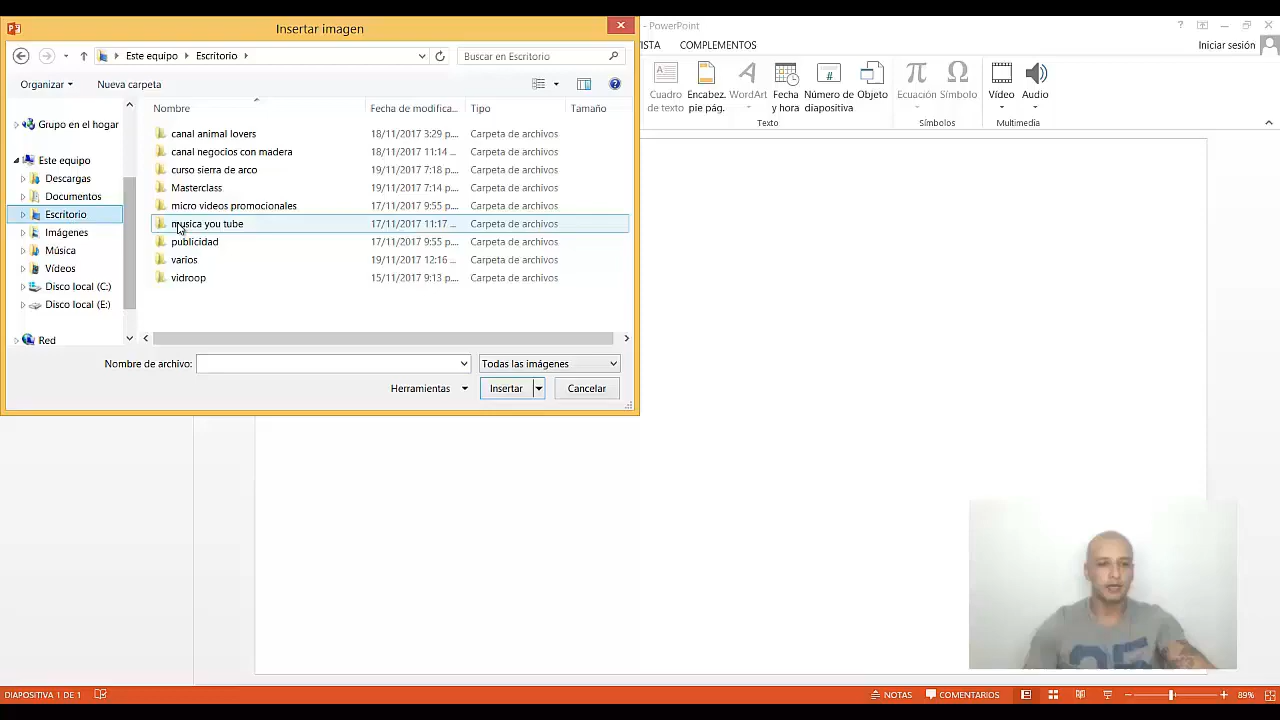 Insertar imagen
- PowerPoint
Este equipo
Escritorio
Buscar en Escritorio
STA
COMPLEMENTOS
Iniciar sesión
Organizar
Nueva carpeta
Cuadro de texto
Encabez. pie pág.
WordArt
Fecha y hora
Número de diapositiva
Objeto
Ecuación
Símbolo
Vídeo
Audio
Texto
Símbolos
Multimedia
Nombre
Fecha de modifica...
Tipo
Tamaño
Grupo en el hogar
Este equipo
Descargas
Documentos
Escritorio
Imágenes
Música
Vídeos
Disco local (C:)
Disco local (E:)
Red
canal animal lovers 18/11/2017 3:29 p.... Carpeta de archivos
canal negocios con madera 18/11/2017 11:14 ... Carpeta de archivos
curso sierra de arco 19/11/2017 7:18 p.... Carpeta de archivos
Masterclass 19/11/2017 7:14 p.... Carpeta de archivos
micro videos promocionales 17/11/2017 9:55 p.... Carpeta de archivos
musica you tube 17/11/2017 11:17 ... Carpeta de archivos
publicidad 17/11/2017 9:55 p.... Carpeta de archivos
varios 19/11/2017 12:16 ... Carpeta de archivos
vidroop 15/11/2017 9:13 p.... Carpeta de archivos
Nombre de archivo:
Todas las imágenes
Herramientas
Insertar
Cancelar
DIAPOSITIVA 1 DE 1
NOTAS
COMENTARIOS
89%